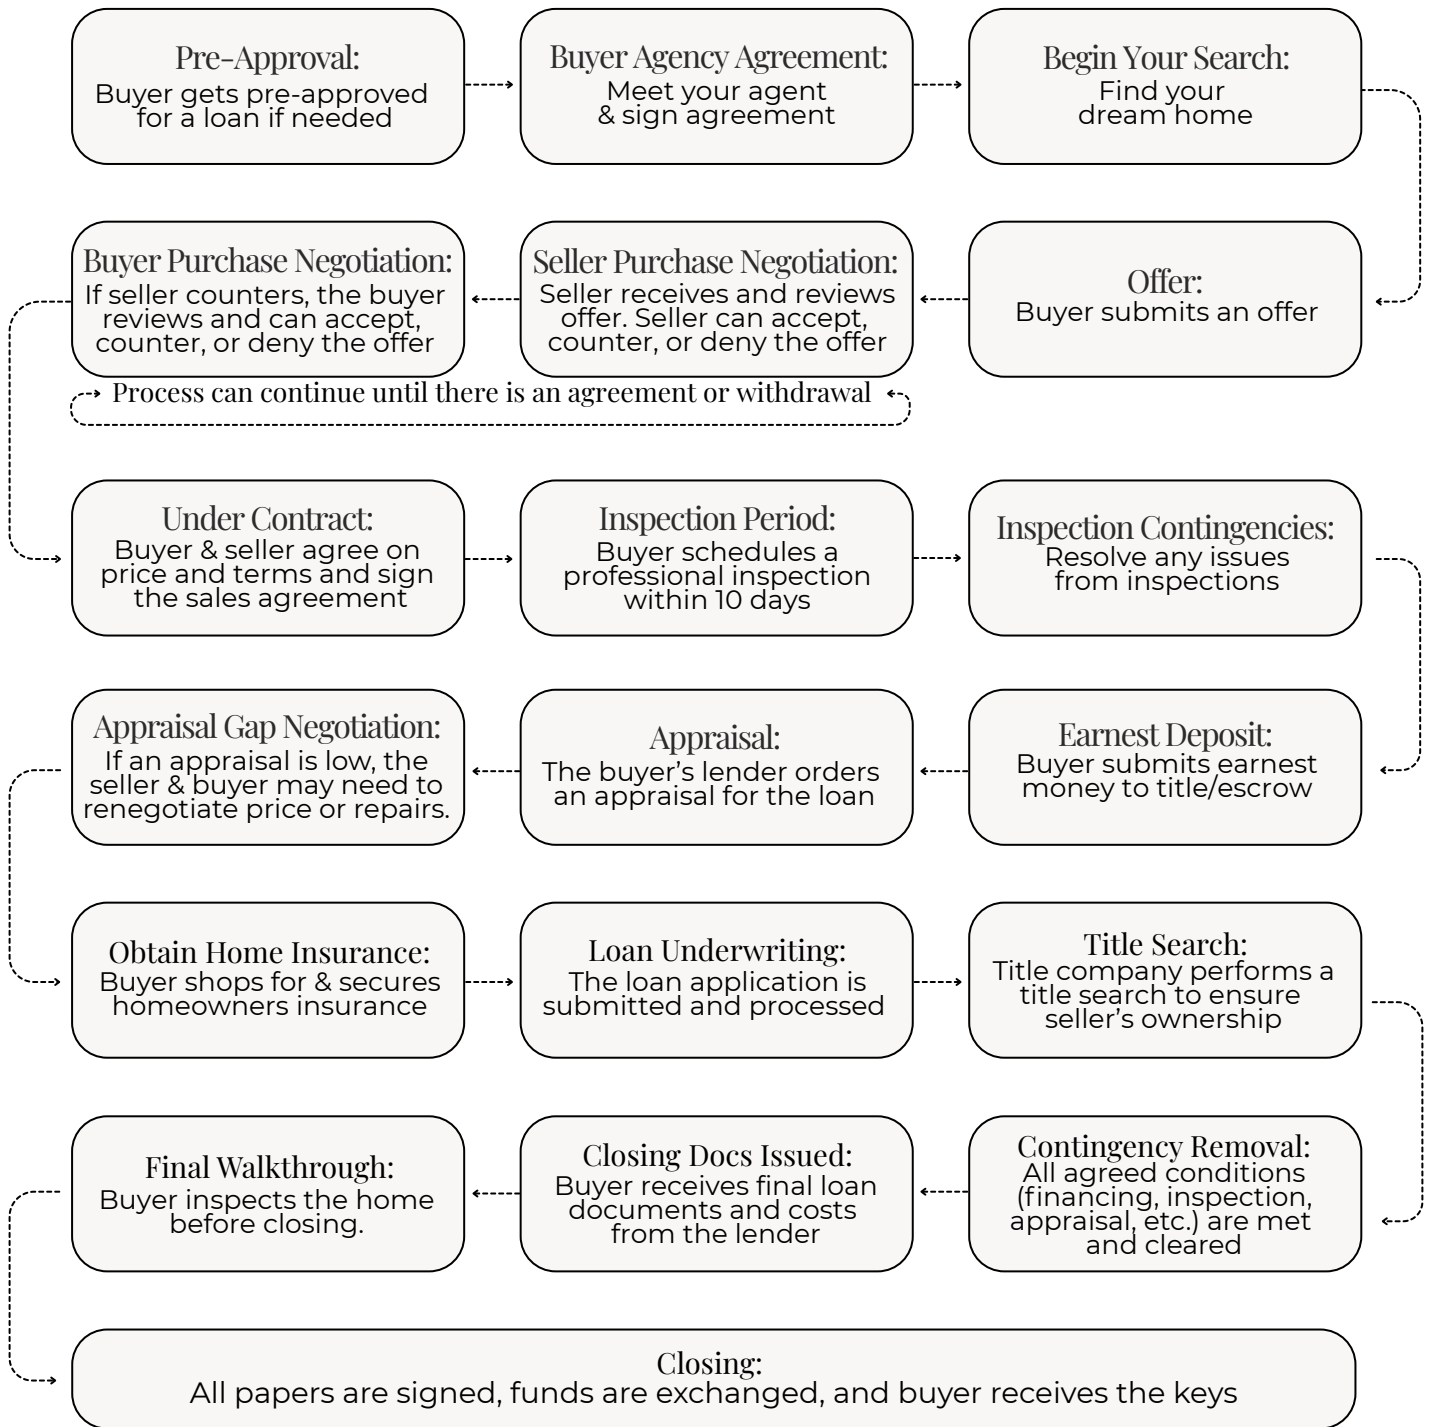 Pre-Approval:
Buyer gets pre-approved
for a loan if needed
Buyer Agency Agreement:
Meet your agent
& sign agreement
Begin Your Search:
Find your
dream home
Offer:
Buyer submits an offer
Seller Purchase Negotiation:
Seller receives and reviews
offer. Seller can accept,
counter, or deny the offer
Buyer Purchase Negotiation:
If seller counters, the buyer
reviews and can accept,
counter, or deny the offer
Process can continue until there is an agreement or withdrawal
Under Contract:
Buyer & seller agree on
price and terms and sign
the sales agreement
Inspection Period:
Buyer schedules a
professional inspection
within 10 days
Inspection Contingencies:
Resolve any issues
from inspections
Earnest Deposit:
Buyer submits earnest
money to title/escrow
Appraisal:
The buyer’s lender orders
an appraisal for the loan
Appraisal Gap Negotiation:
If an appraisal is low, the
seller & buyer may need to
renegotiate price or repairs.
Obtain Home Insurance:
Buyer shops for & secures
homeowners insurance
Loan Underwriting:
The loan application is
submitted and processed
Title Search:
Title company performs a
title search to ensure
seller’s ownership
Contingency Removal:
All agreed conditions
(financing, inspection,
appraisal, etc.) are met
and cleared
Closing Docs Issued:
Buyer receives final loan
documents and costs
from the lender
Final Walkthrough:
Buyer inspects the home
before closing.
Closing:
All papers are signed, funds are exchanged, and buyer receives the keys